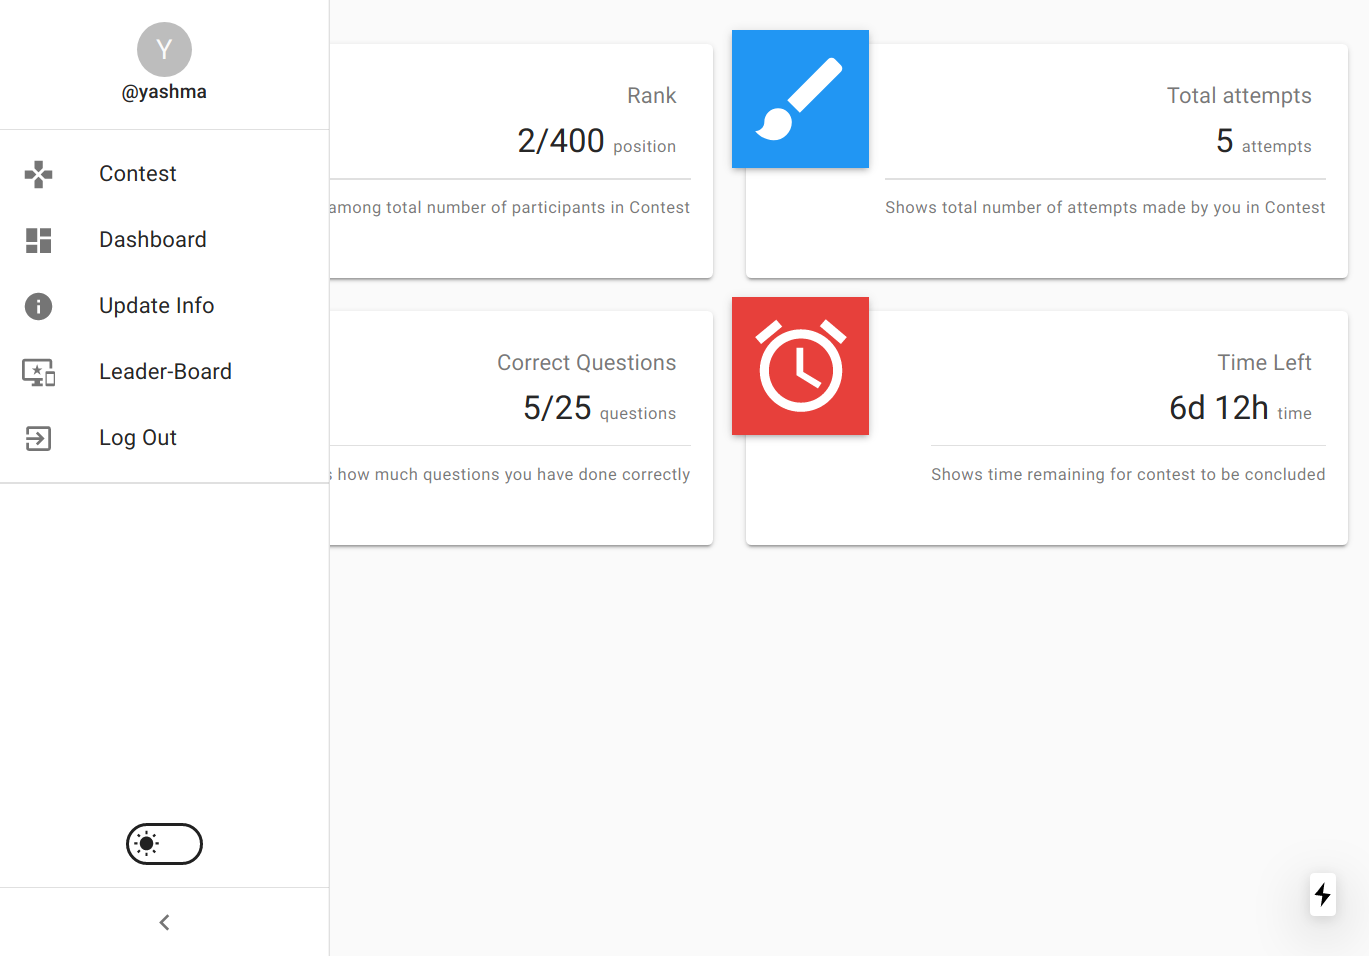 Y
@yashma
Contest
Dashboard
Update Info
Leader-Board
Log Out
Rank
2/400 position
among total number of participants in Contest
Total attempts
5 attempts
Shows total number of attempts made by you in Contest
Correct Questions
5/25 questions
how much questions you have done correctly
Time Left
6d 12h time
Shows time remaining for contest to be concluded